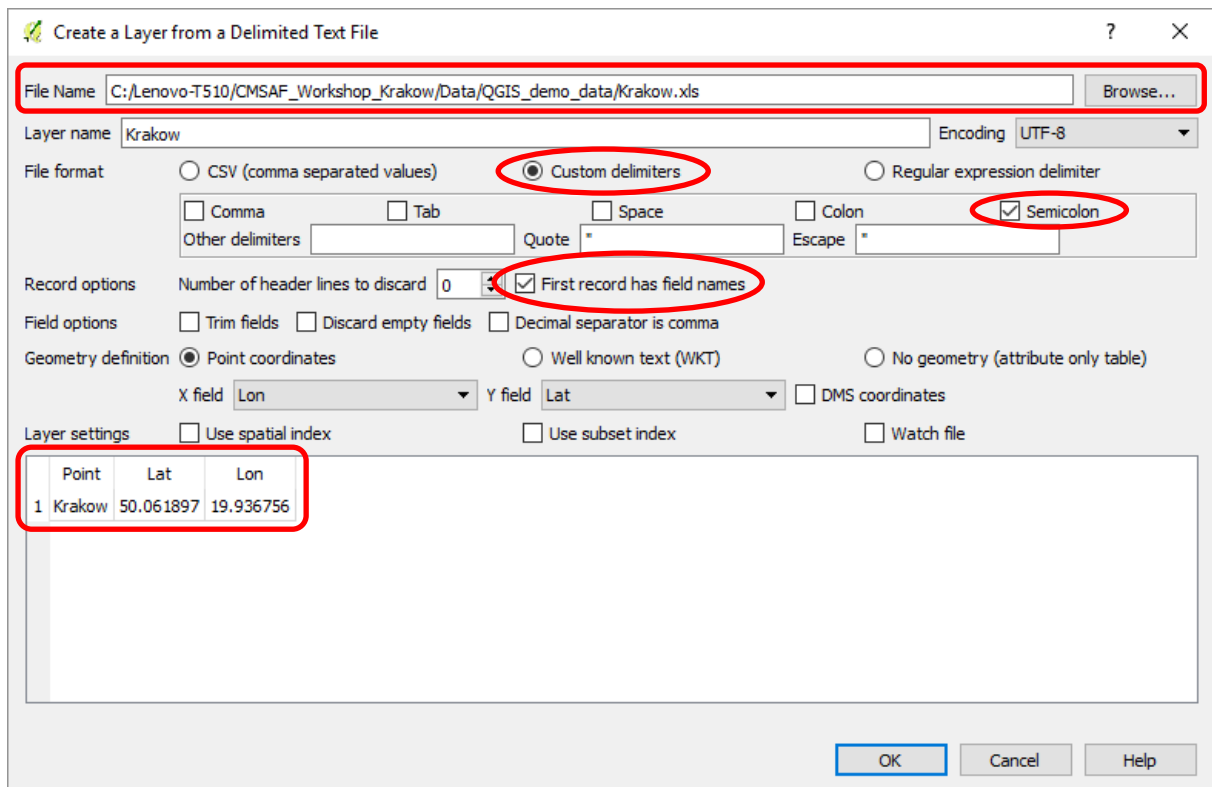 Create a Layer from a Delimited Text File ?
File Name C:/Lenovo-T510/CMSAF_Workshop_Krakow/Data/QGIS_demo_data/Krakow.xls Browse...
Layer name Krakow Encoding UTF-8
File format CSV (comma separated values) Custom delimiters Regular expression delimiter
Comma Tab Space Colon Semicolon
Other delimiters Quote " Escape "
Record options Number of header lines to discard 0 First record has field names
Field options Trim fields Discard empty fields Decimal separator is comma
Geometry definition Point coordinates Well known text (WKT) No geometry (attribute only table)
X field Lon Y field Lat DMS coordinates
Layer settings Use spatial index Use subset index Watch file
Point Lat Lon
1 Krakow 50.061897 19.936756
OK Cancel Help